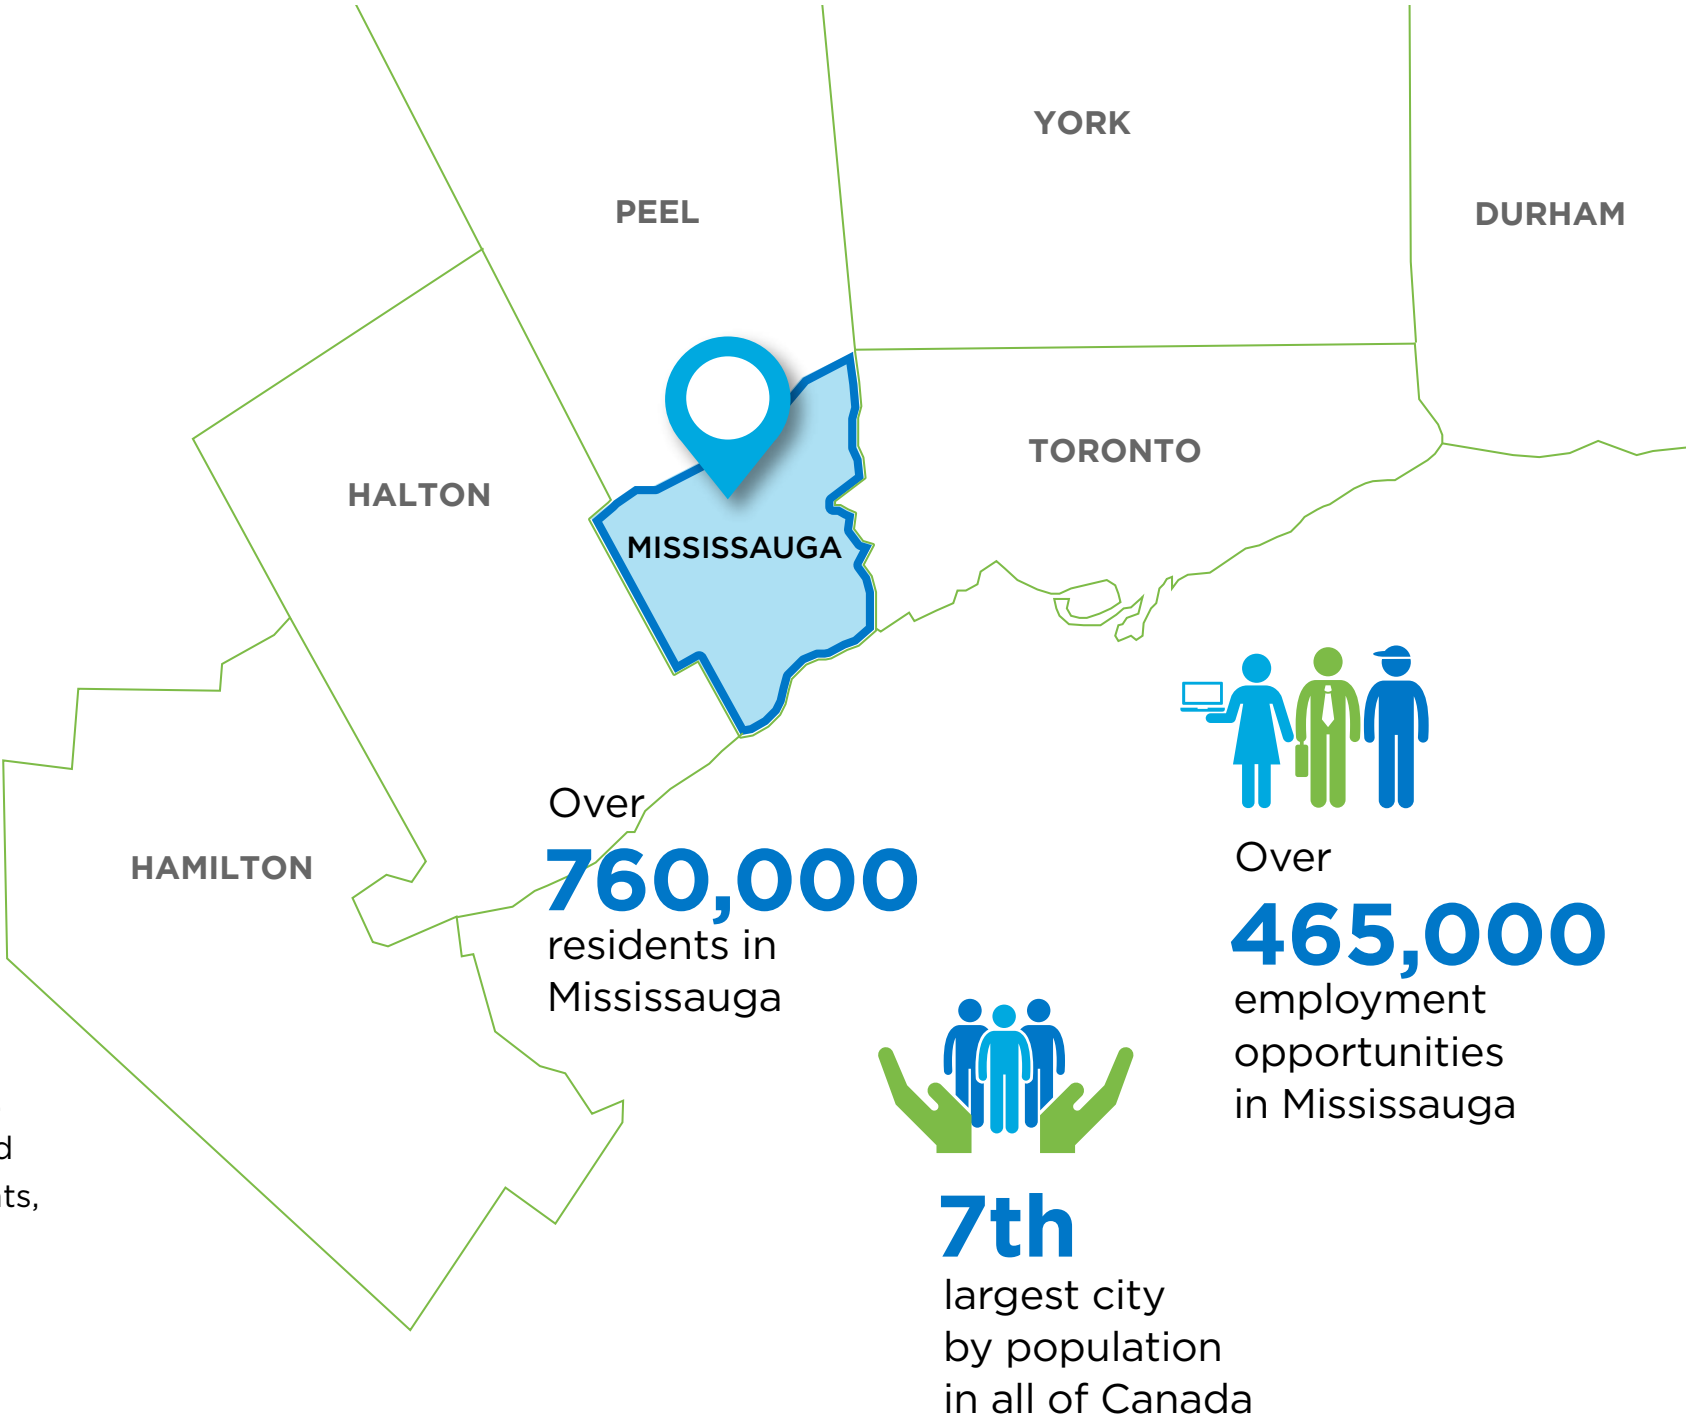 YORK
PEEL
DURHAM
TORONTO
HALTON
MISSISSAUGA
HAMILTON
Over
760,000
residents in
Mississauga
Over
465,000
employment
opportunities
in Mississauga
7th
largest city
by population
in all of Canada